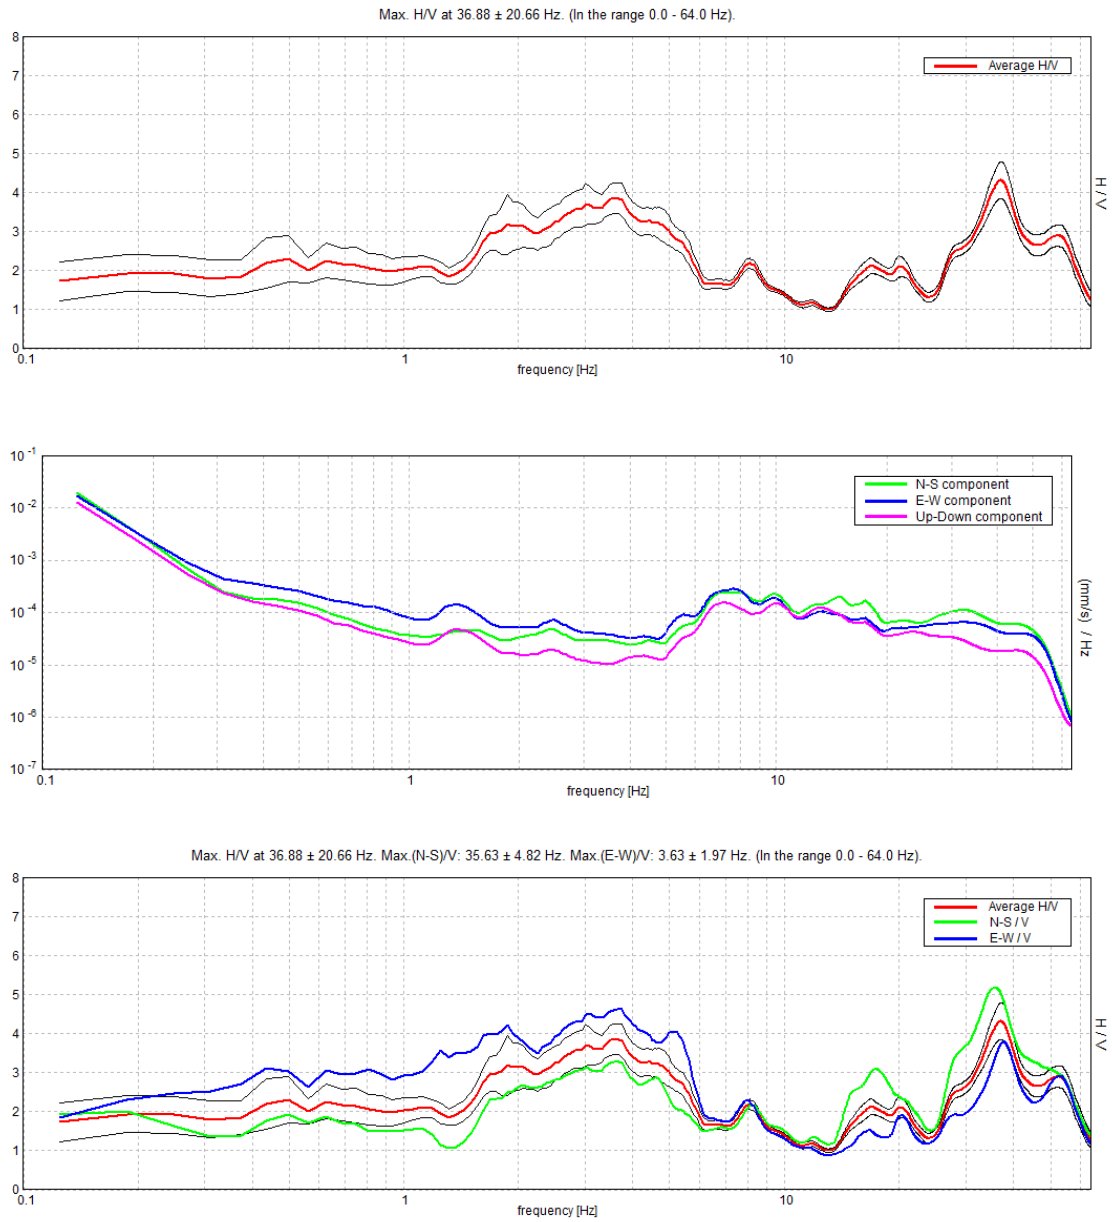 Max. H/V at 36.88 ± 20.66 Hz. (In the range 0.0 - 64.0 Hz).
8
7
6
5
4
3
2
1
0
Average H/V
H / V
0.1
1
10
frequency [Hz]
10 -1
10 -2
10 -3
10 -4
10 -5
10 -6
10 -7
N-S component
E-W component
Up-Down component
(mm/s) / Hz
0.1
1
10
frequency [Hz]
Max. H/V at 36.88 ± 20.66 Hz. Max.(N-S)/V: 35.63 ± 4.82 Hz. Max.(E-W)/V: 3.63 ± 1.97 Hz. (In the range 0.0 - 64.0 Hz).
8
7
6
5
4
3
2
1
0
Average H/V
N-S / V
E-W / V
H / V
0.1
1
10
frequency [Hz]